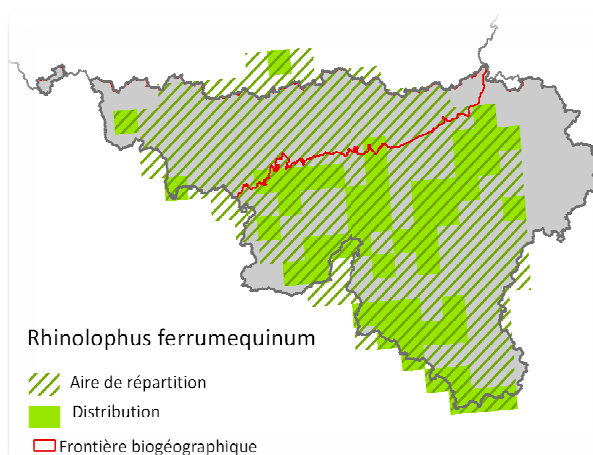 Rhinolophus ferrumequinum
Aire de répartition
Distribution
Frontière biogéographique